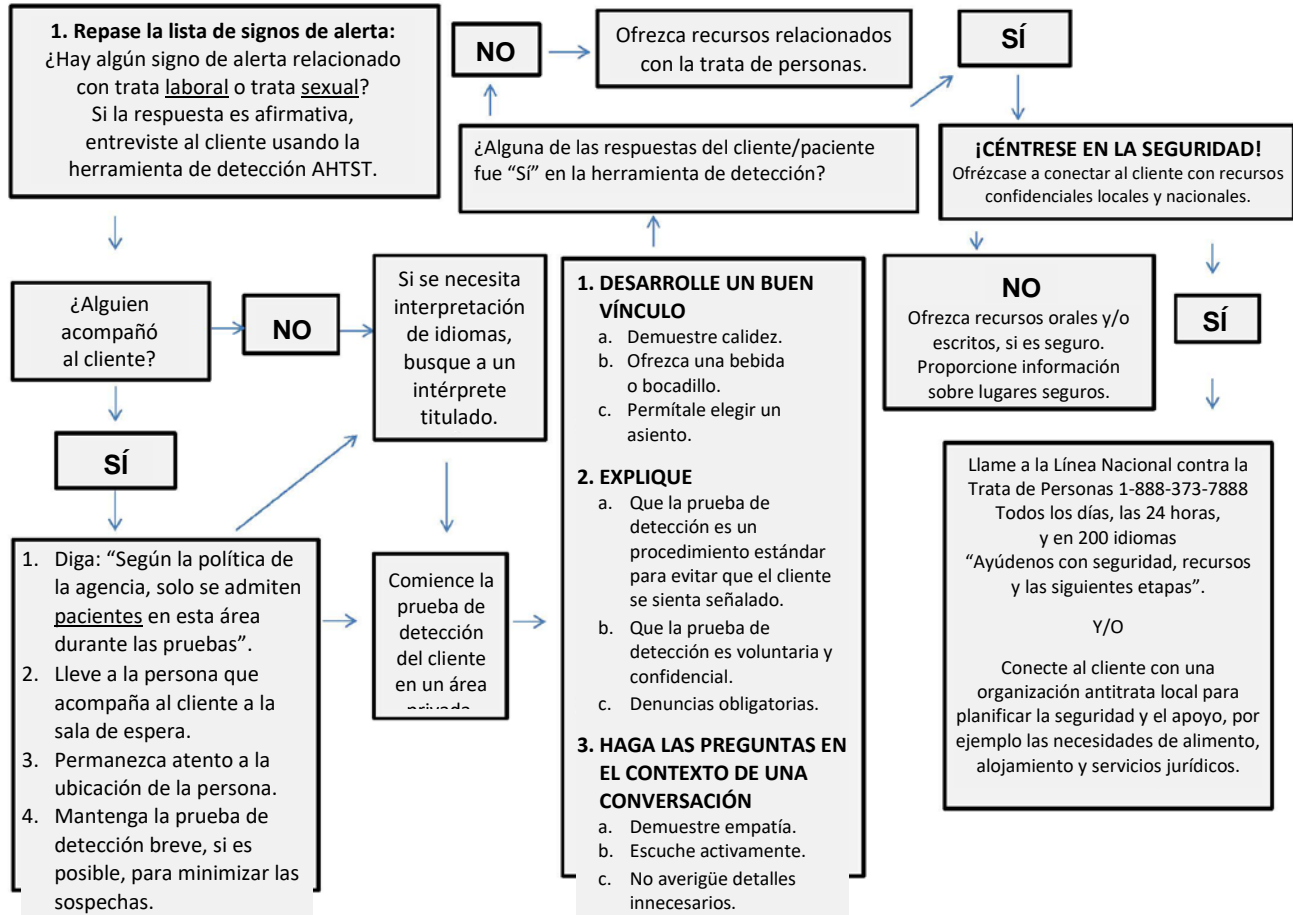 1. Repase la lista de signos de alerta:
¿Hay algún signo de alerta relacionado
con trata laboral o trata sexual?
Si la respuesta es afirmativa,
entreviste al cliente usando la
herramienta de detección AHTST.
¿Alguien
acompañó
al cliente?
NO
SÍ
1. Diga: “Según la política de
la agencia, solo se admiten
pacientes en esta área
durante las pruebas”.
2. Lleve a la persona que
acompaña al cliente a la
sala de espera.
3. Permanezca atento a la
ubicación de la persona.
4. Mantenga la prueba de
detección breve, si es
posible, para minimizar las
sospechas.
Si se necesita
interpretación
de idiomas,
busque a un
intérprete
titulado.
Comience la
prueba de
detección
del cliente
en un área
privada
1. DESARROLLE UN BUEN
VÍNCULO
a. Demuestre calidez.
b. Ofrezca una bebida
o bocadillo.
c. Permítale elegir un
asiento.
2. EXPLIQUE
a. Que la prueba de
detección es un
procedimiento estándar
para evitar que el cliente
se sienta señalado.
b. Que la prueba de
detección es voluntaria y
confidencial.
c. Denuncias obligatorias.
3. HAGA LAS PREGUNTAS EN
EL CONTEXTO DE UNA
CONVERSACIÓN
a. Demuestre empatía.
b. Escuche activamente.
c. No averigüe detalles
innecesarios.
¿Alguna de las respuestas del cliente/paciente
fue “Sí” en la herramienta de detección?
NO
Ofrezca recursos relacionados
con la trata de personas.
SÍ
¡CÉNTRESE EN LA SEGURIDAD!
Ofrézcase a conectar al cliente con recursos
confidenciales locales y nacionales.
NO
Ofrezca recursos orales y/o
escritos, si es seguro.
Proporcione información
sobre lugares seguros.
SÍ
Llame a la Línea Nacional contra la
Trata de Personas 1-888-373-7888
Todos los días, las 24 horas,
y en 200 idiomas
“Ayúdenos con seguridad, recursos
y las siguientes etapas”.
Y/O
Conecte al cliente con una
organización antitrata local para
planificar la seguridad y el apoyo, por
ejemplo las necesidades de alimento,
alojamiento y servicios jurídicos.